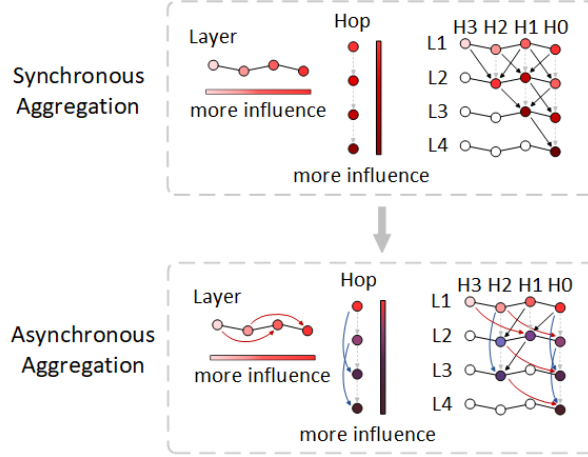 Synchronous
Aggregation
Layer
more influence
Hop
more influence
H3 H2 H1 H0
L1
L2
L3
L4
Asynchronous
Aggregation
Layer
more influence
Hop
more influence
H3 H2 H1 H0
L1
L2
L3
L4